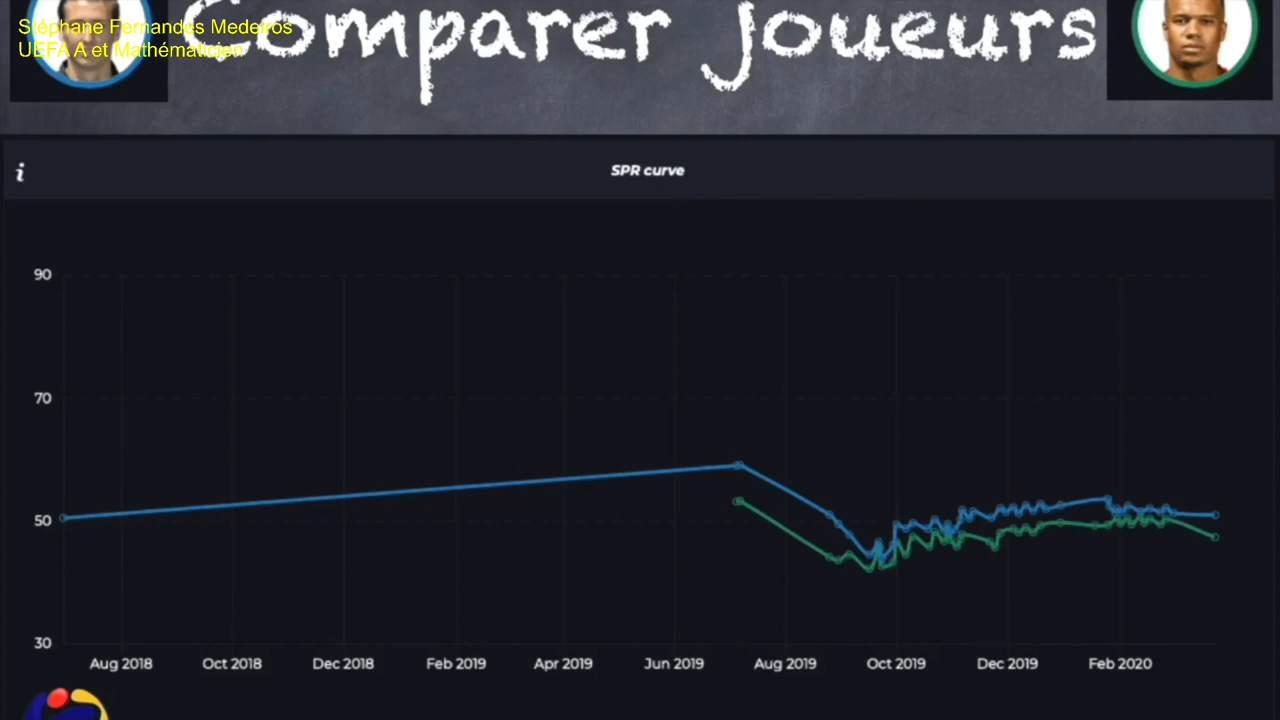 Stéphane Fernandes Medeiros
UEFA A et Mathématicien
Comparer joueurs
i
SPR curve
90
70
50
30
Aug 2018 Oct 2018 Dec 2018 Feb 2019 Apr 2019 Jun 2019 Aug 2019 Oct 2019 Dec 2019 Feb 2020